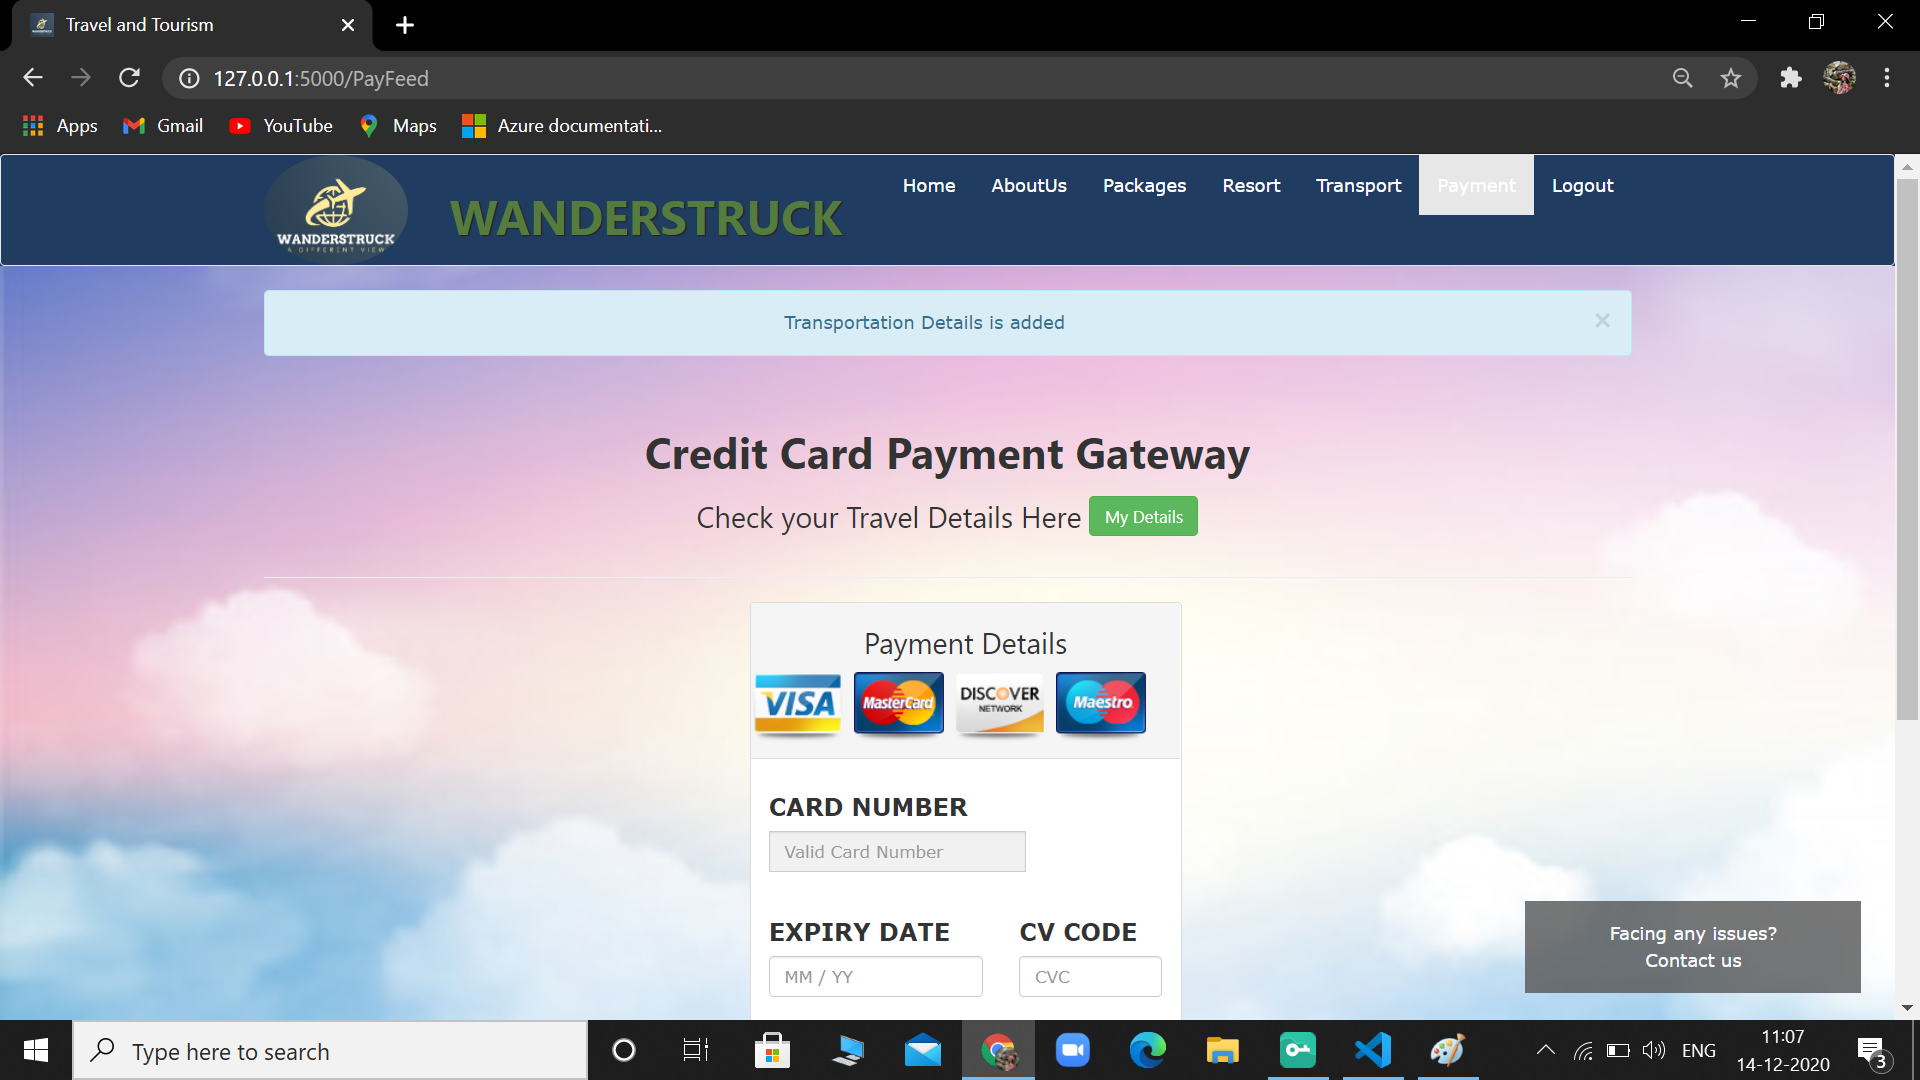 Travel and Tourism
127.0.0.1:5000/PayFeed
Apps
Gmail
YouTube
Maps
Azure documentati...
WANDERSTRUCK
A DIFFERENT VIEW
WANDERSTRUCK
Home
AboutUs
Packages
Resort
Transport
Payment
Logout
Transportation Details is added
×
Credit Card Payment Gateway
Check your Travel Details Here My Details
Payment Details
VISA
MasterCard
DISCOVER
NETWORK
Maestro
CARD NUMBER
Valid Card Number
EXPIRY DATE
CV CODE
MM / YY
CVC
Facing any issues?
Contact us
Type here to search
ENG
11:07
14-12-2020
3